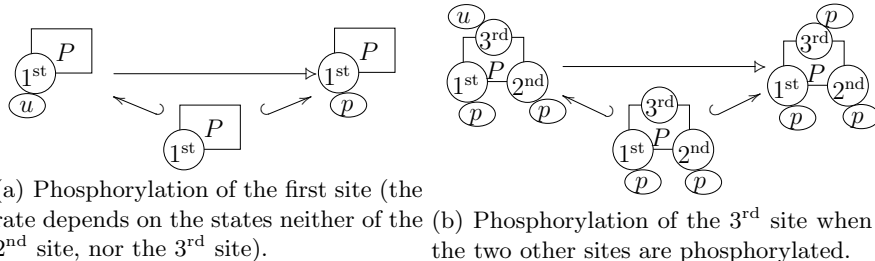 P
1st
u
P
1st
p
P
1st
(a) Phosphorylation of the first site (the
rate depends on the states neither of the
2nd site, nor the 3rd site).
u
3rd
P
1st
2nd
p
p
p
3rd
P
1st
2nd
p
p
3rd
P
1st
2nd
p
p
(b) Phosphorylation of the 3rd site when
the two other sites are phosphorylated.